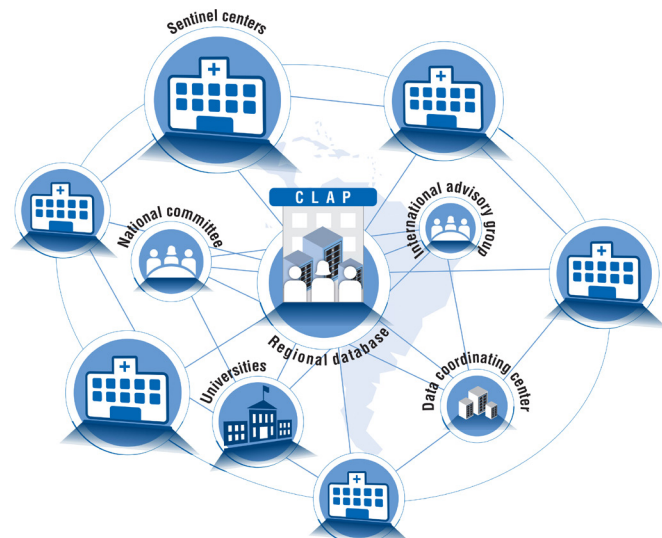 Sentinel centers
CLAP
National committee
International advisory group
Regional database
Universities
Data coordinating center